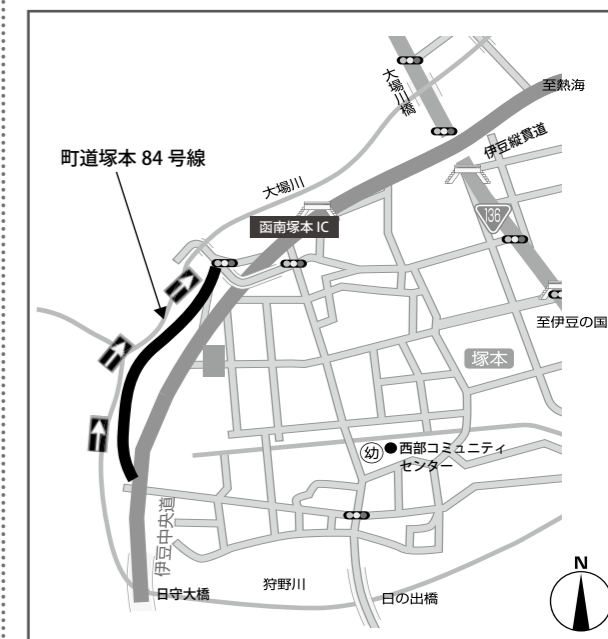 大場川橋
至熱海
伊豆縦貫道
町道塚本 84 号線
大場川
函南塚本 IC
136
至伊豆の国
塚本
幼
西部コミュニティ
センター
伊豆中央道
日守大橋
狩野川
日の出橋
N